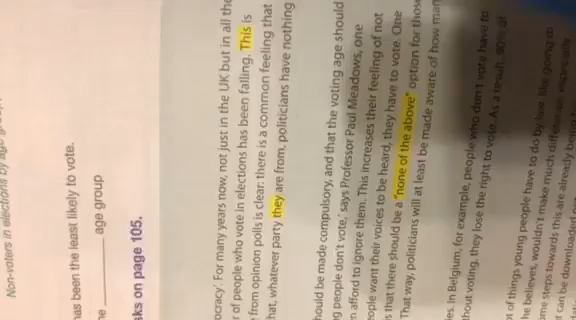 Non-voters in elections by age
has been the least likely to vote.
age group
ks on page 105.
ocracy'. For many years now, not just in the UK but in all the
of people who vote in elections has been falling. This is
from opinion polls is clear: there is a common feeling that
hat, whatever party they are from, politicians have nothing
hould be made compulsory, and that the voting age should
g people don't vote,' says Professor Paul Meadows, one
n afford to ignore them. This increases their feeling of not
eople want their voices to be heard, they have to vote. One
s that there should be a "none of the above" option for those
That way, politicians will at least be made aware of how man
es. In Belgium, for example, people who don't vote have to
thout voting, they lose the right to vote. As a result, 90% of
of things young people have to do by law, like going to
he believes, wouldn't make much difference, especially
me steps towards this are already being
can be downloaded